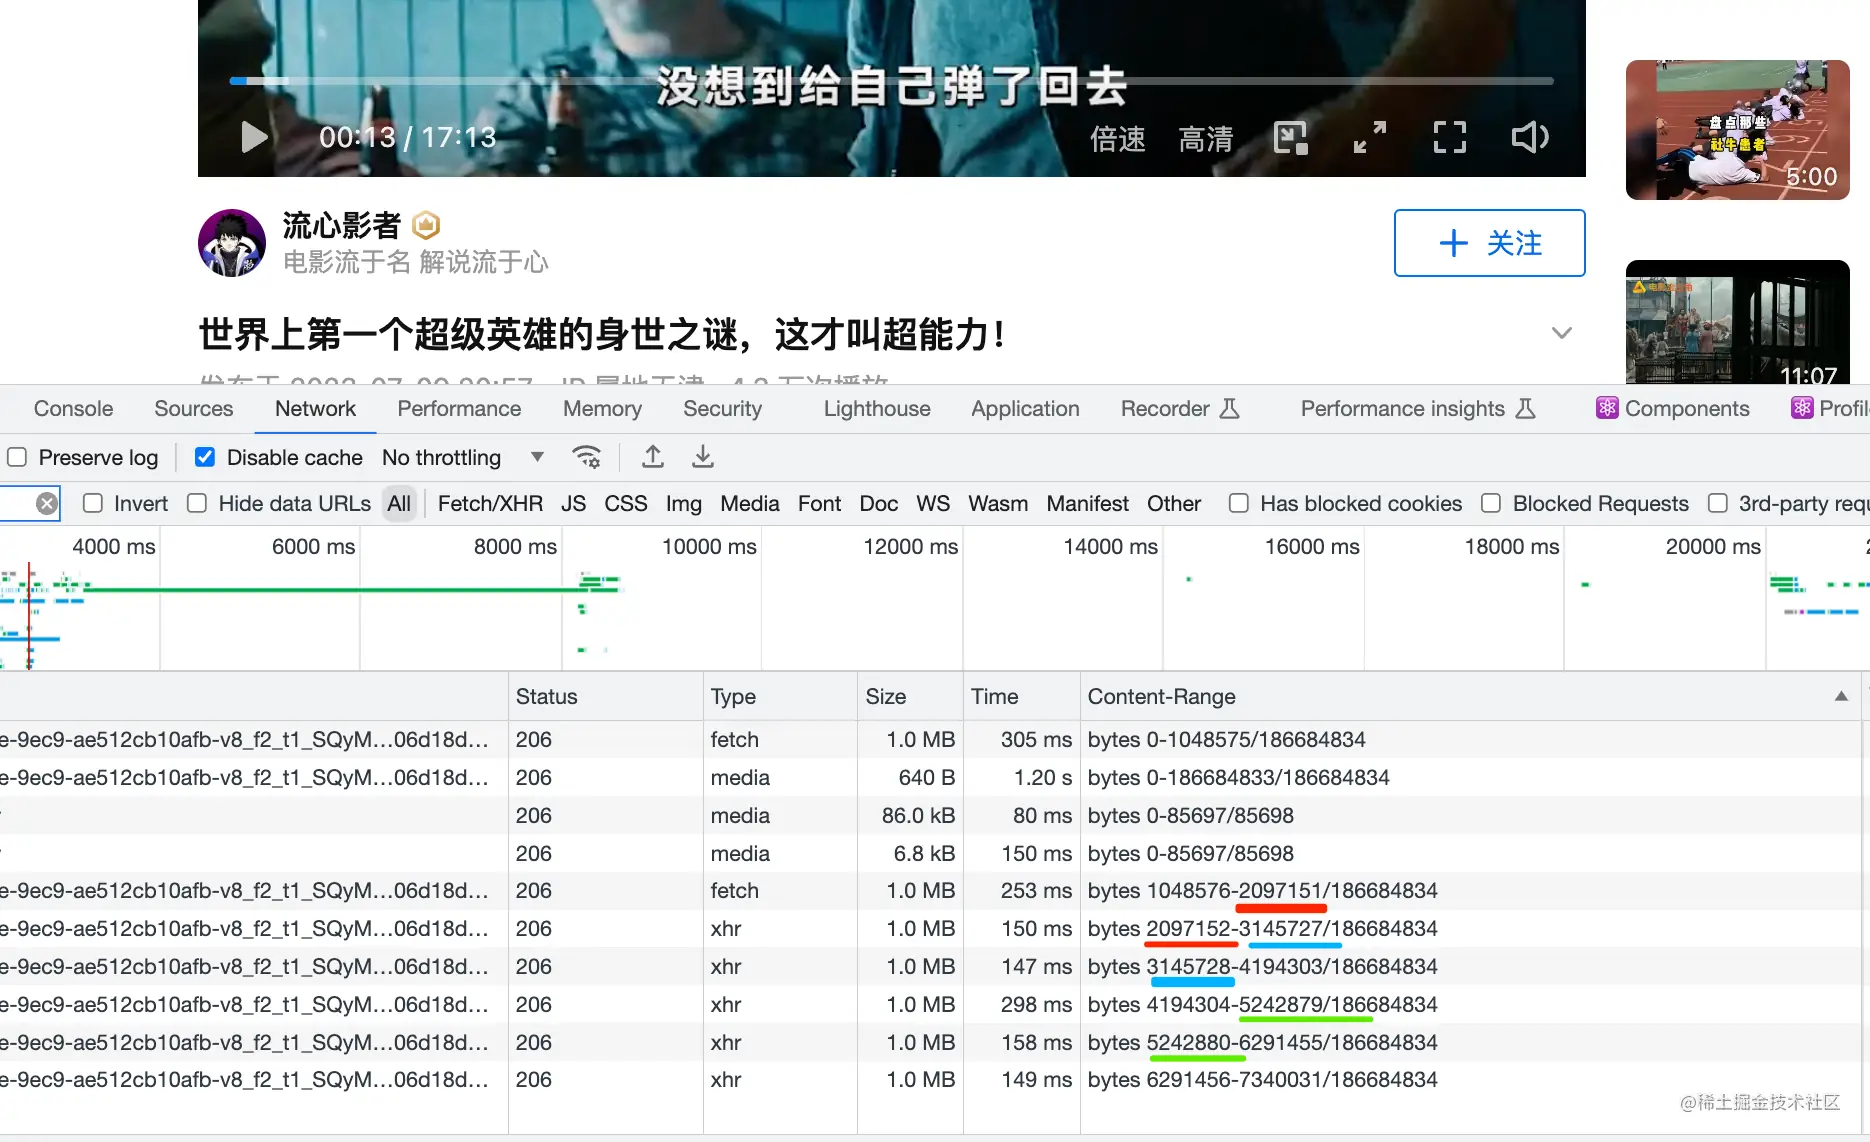 没想到给自己弹了回去
00:13 / 17:13
倍速 高清
盘点那些
社牛患者
5:00
流心影者
电影流于名 解说流于心
关注
世界上第一个超级英雄的身世之谜，这才叫超能力！
11:07
Console Sources Network Performance Memory Security Lighthouse Application Recorder Performance insights Components Profil
Preserve log Disable cache No throttling
Invert Hide data URLs All Fetch/XHR JS CSS Img Media Font Doc WS Wasm Manifest Other Has blocked cookies Blocked Requests 3rd-party requ
4000 ms 6000 ms 8000 ms 10000 ms 12000 ms 14000 ms 16000 ms 18000 ms 20000 ms
Status Type Size Time Content-Range
e-9ec9-ae512cb10afb-v8_f2_t1_SQyM…06d18d… 206 fetch 1.0 MB 305 ms bytes 0-1048575/186684834
e-9ec9-ae512cb10afb-v8_f2_t1_SQyM…06d18d… 206 media 640 B 1.20 s bytes 0-186684833/186684834
206 media 86.0 kB 80 ms bytes 0-85697/85698
206 media 6.8 kB 150 ms bytes 0-85697/85698
e-9ec9-ae512cb10afb-v8_f2_t1_SQyM…06d18d… 206 fetch 1.0 MB 253 ms bytes 1048576-2097151/186684834
e-9ec9-ae512cb10afb-v8_f2_t1_SQyM…06d18d… 206 xhr 1.0 MB 150 ms bytes 2097152-3145727/186684834
e-9ec9-ae512cb10afb-v8_f2_t1_SQyM…06d18d… 206 xhr 1.0 MB 147 ms bytes 3145728-4194303/186684834
e-9ec9-ae512cb10afb-v8_f2_t1_SQyM…06d18d… 206 xhr 1.0 MB 298 ms bytes 4194304-5242879/186684834
e-9ec9-ae512cb10afb-v8_f2_t1_SQyM…06d18d… 206 xhr 1.0 MB 158 ms bytes 5242880-6291455/186684834
e-9ec9-ae512cb10afb-v8_f2_t1_SQyM…06d18d… 206 xhr 1.0 MB 149 ms bytes 6291456-7340031/186684834
@稀土掘金技术社区